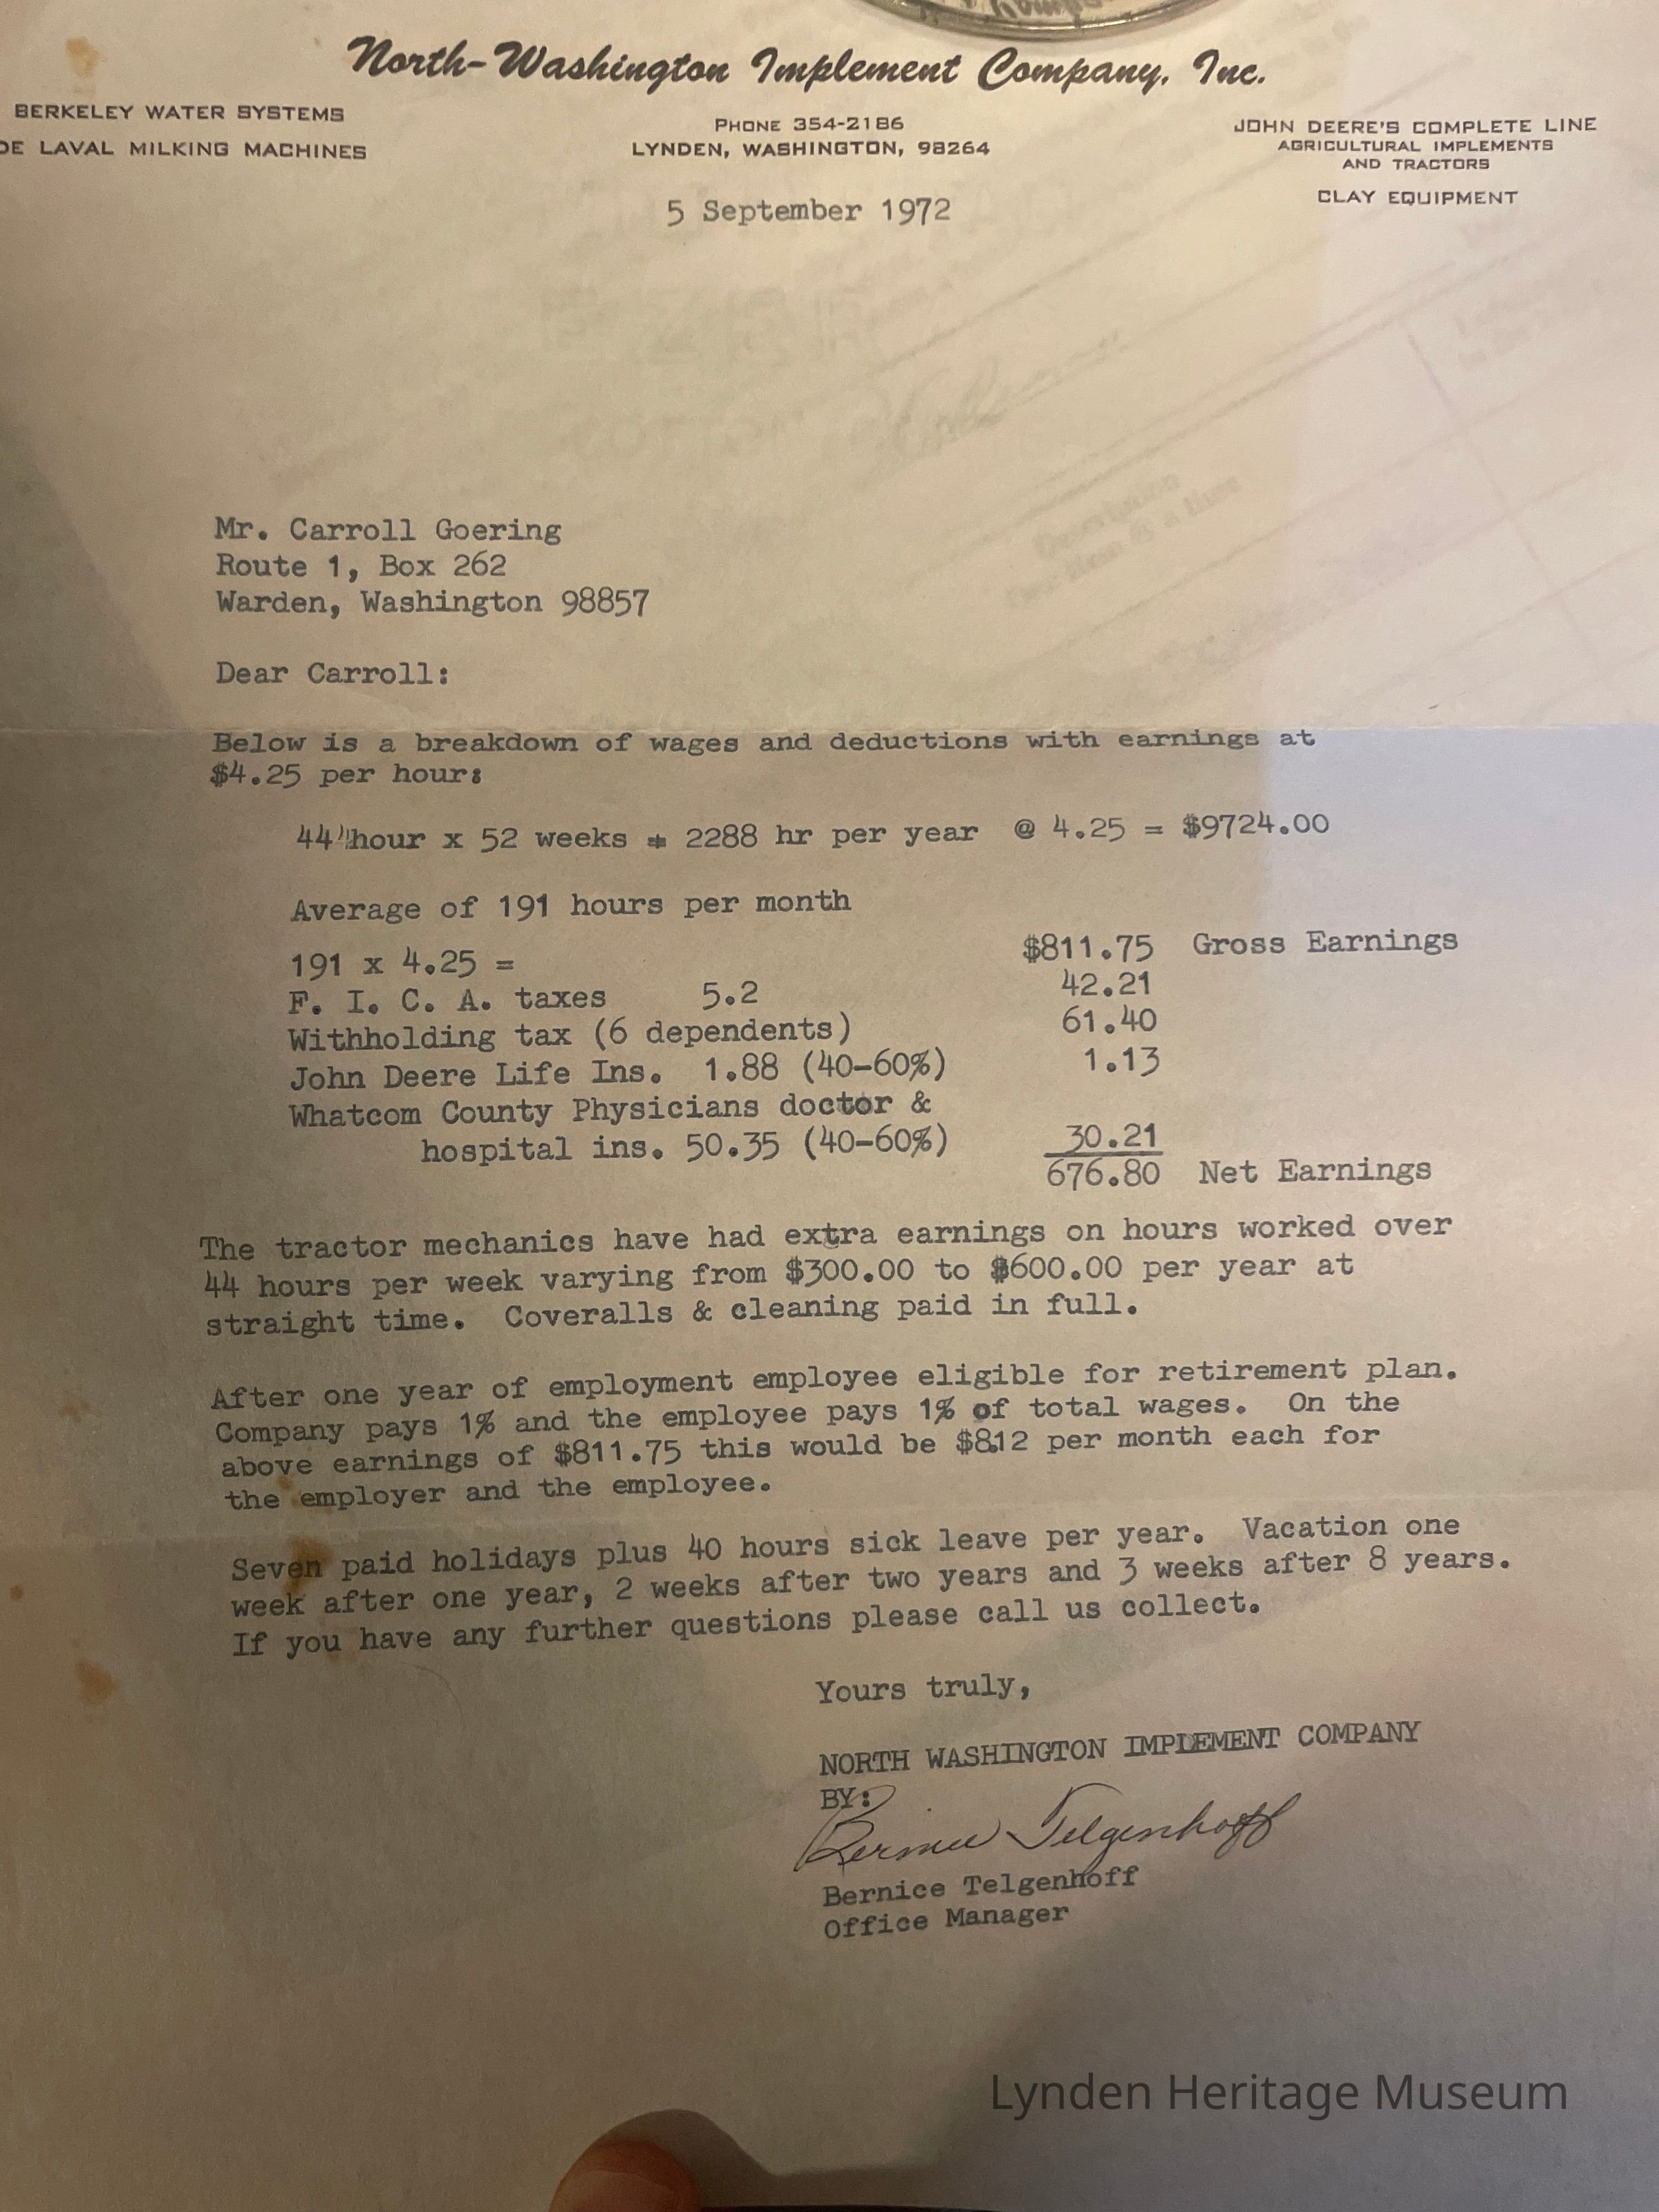 North-Washington Implement Company, Inc.
BERKELEY WATER SYSTEMS
DE LAVAL MILKING MACHINES
PHONE 354-2186
LYNDEN, WASHINGTON, 98264
JOHN DEERE'S COMPLETE LINE
AGRICULTURAL IMPLEMENTS
AND TRACTORS
CLAY EQUIPMENT
5 September 1972
Mr. Carroll Goering
Route 1, Box 262
Warden, Washington 98857
Dear Carroll:
Below is a breakdown of wages and deductions with earnings at
$4.25 per hour:
44 hour x 52 weeks = 2288 hr per year @ 4.25 = $9724.00
Average of 191 hours per month
191 x 4.25 = $811.75 Gross Earnings
F. I. C. A. taxes 5.2 42.21
Withholding tax (6 dependents) 61.40
John Deere Life Ins. 1.88 (40-60%) 1.13
Whatcom County Physicians doctor &
hospital ins. 50.35 (40-60%) 30.21
676.80 Net Earnings
The tractor mechanics have had extra earnings on hours worked over
44 hours per week varying from $300.00 to $600.00 per year at
straight time. Coveralls & cleaning paid in full.
After one year of employment employee eligible for retirement plan.
Company pays 1% and the employee pays 1% of total wages. On the
above earnings of $811.75 this would be $8.12 per month each for
the employer and the employee.
Seven paid holidays plus 40 hours sick leave per year. Vacation one
week after one year, 2 weeks after two years and 3 weeks after 8 years.
If you have any further questions please call us collect.
Yours truly,
NORTH WASHINGTON IMPLEMENT COMPANY
BY:
Bernice Telgenhoff
Bernice Telgenhoff
Office Manager
Lynden Heritage Museum